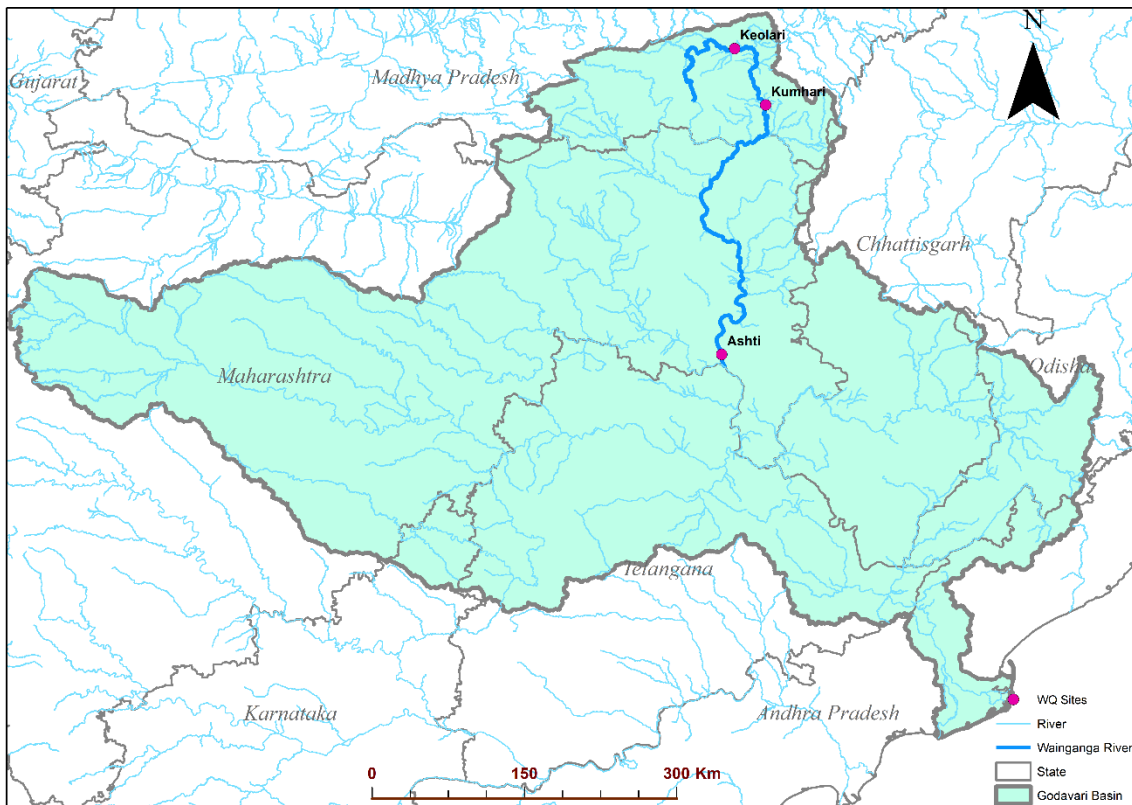 N
Keolari
Gujarat
Madhya Pradesh
Kumhari
Chhattisgarh
Ashti
Odisha
Maharashtra
Telangana
Karnataka
Andhra Pradesh
WQ Sites
River
Wainganga River
State
Godavari Basin
0 150 300 Km